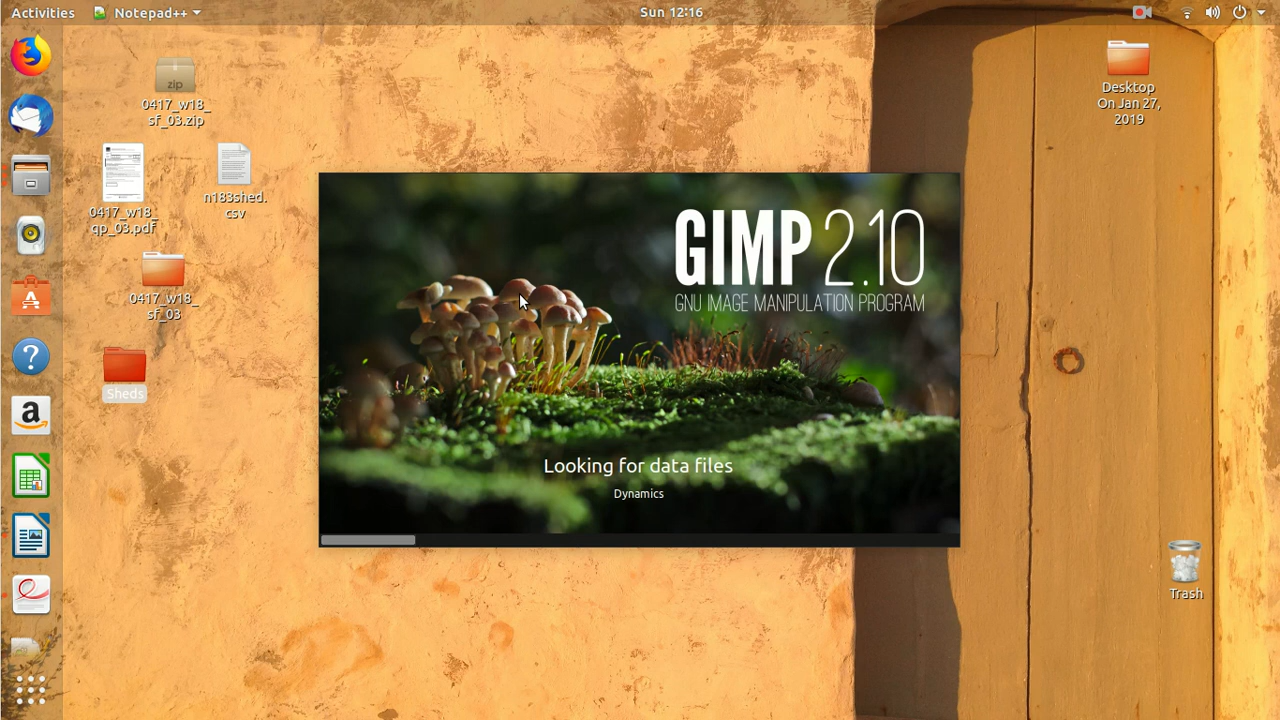 Activities
Notepad++
Sun 12:16
zip
0417_w18_
sf_03.zip
0417_w18_
qp_03.pdf
n183shed.
csv
0417_w18_
sf_03
Sheds
Desktop
On Jan 27,
2019
GIMP 2.10
GNU IMAGE MANIPULATION PROGRAM
Looking for data files
Dynamics
Trash